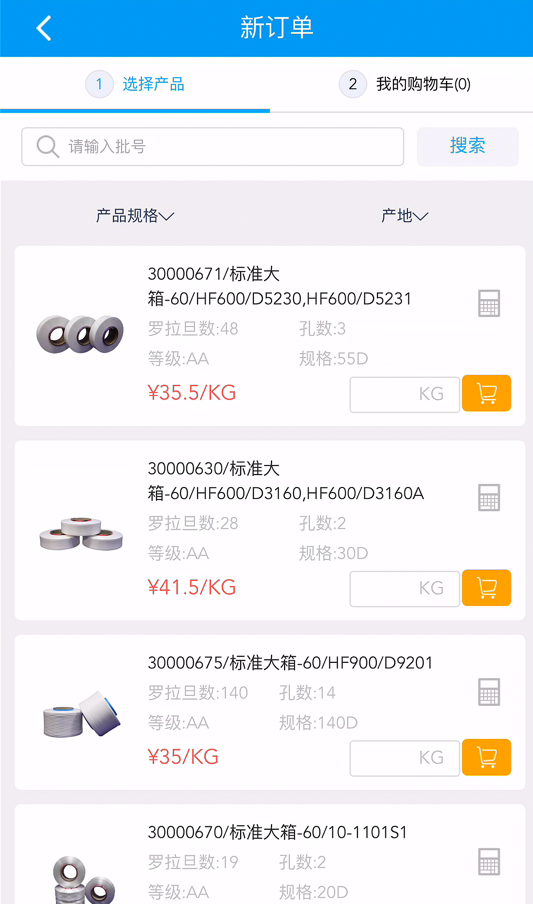 新订单
1 选择产品
2 我的购物车(0)
请输入批号
搜索
产品规格
产地
30000671/标准大
箱-60/HF600/D5230,HF600/D5231
罗拉旦数:48 孔数:3
等级:AA 规格:55D
¥35.5/KG KG
30000630/标准大
箱-60/HF600/D3160,HF600/D3160A
罗拉旦数:28 孔数:2
等级:AA 规格:30D
¥41.5/KG KG
30000675/标准大箱-60/HF900/D9201
罗拉旦数:140 孔数:14
等级:AA 规格:140D
¥35/KG KG
30000670/标准大箱-60/10-1101S1
罗拉旦数:19 孔数:2
等级:AA 规格:20D